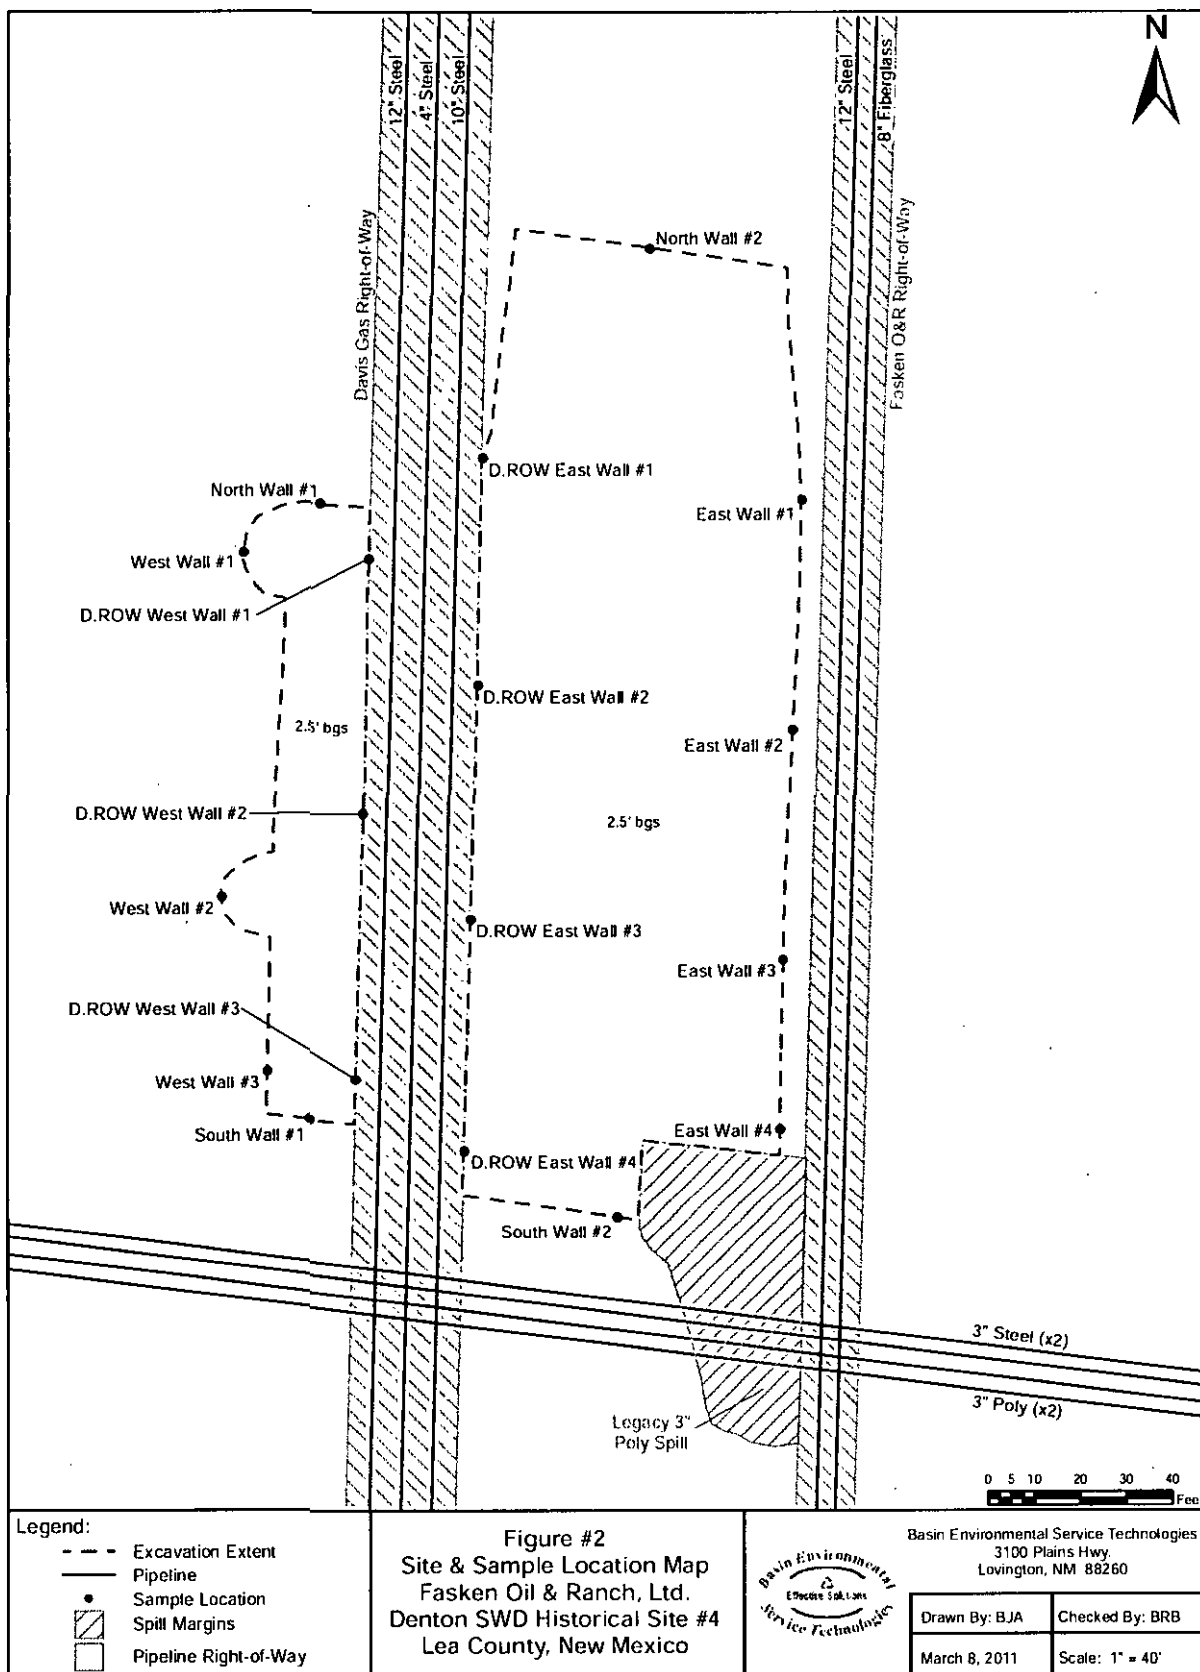 N
12" Steel
4" Steel
10" Steel
12" Steel
8" Fiberglass
Davis Gas Right-of-Way
Fasken O&R Right-of-Way
North Wall #2
D.ROW East Wall #1
North Wall #1
East Wall #1
West Wall #1
D.ROW West Wall #1
D.ROW East Wall #2
2.5' bgs
East Wall #2
D.ROW West Wall #2
2.5' bgs
West Wall #2
D.ROW East Wall #3
East Wall #3
D.ROW West Wall #3
West Wall #3
South Wall #1
East Wall #4
D.ROW East Wall #4
South Wall #2
3" Steel (x2)
3" Poly (x2)
Legacy 3"
Poly Spill
0 5 10 20 30 40
Fee
Legend:
Excavation Extent
Pipeline
Sample Location
Spill Margins
Pipeline Right-of-Way
Figure #2
Site & Sample Location Map
Fasken Oil & Ranch, Ltd.
Denton SWD Historical Site #4
Lea County, New Mexico
Basin Environmental
Effective Solutions
Service Technologies
Basin Environmental Service Technologies
3100 Plains Hwy.
Lovington, NM 88260
Drawn By: BJA
Checked By: BRB
March 8, 2011
Scale: 1" = 40'